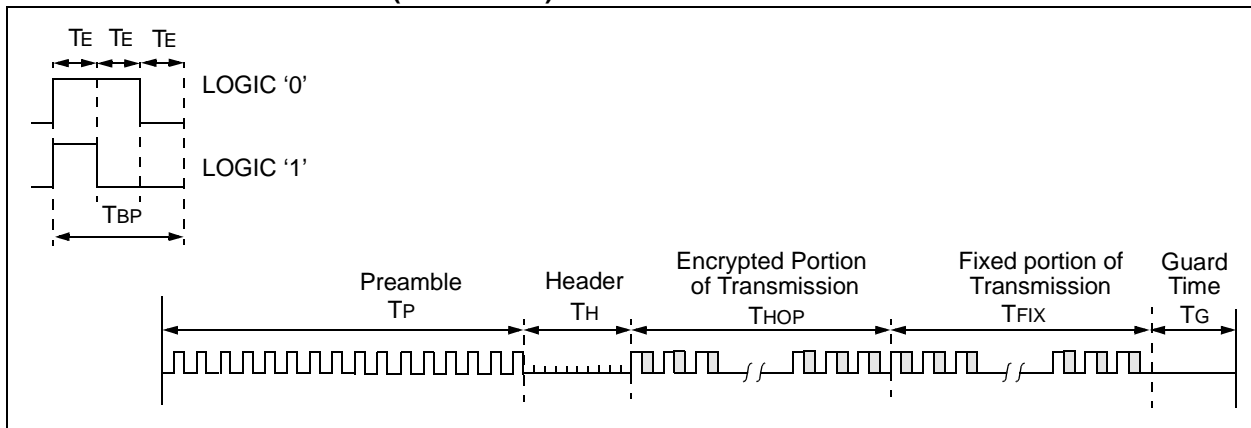 TE TE TE
LOGIC ‘0’
LOGIC ‘1’
TBP
Preamble
TP
Header
TH
Encrypted Portion
of Transmission
THOP
Fixed portion of
Transmission
TFIX
Guard
Time
TG